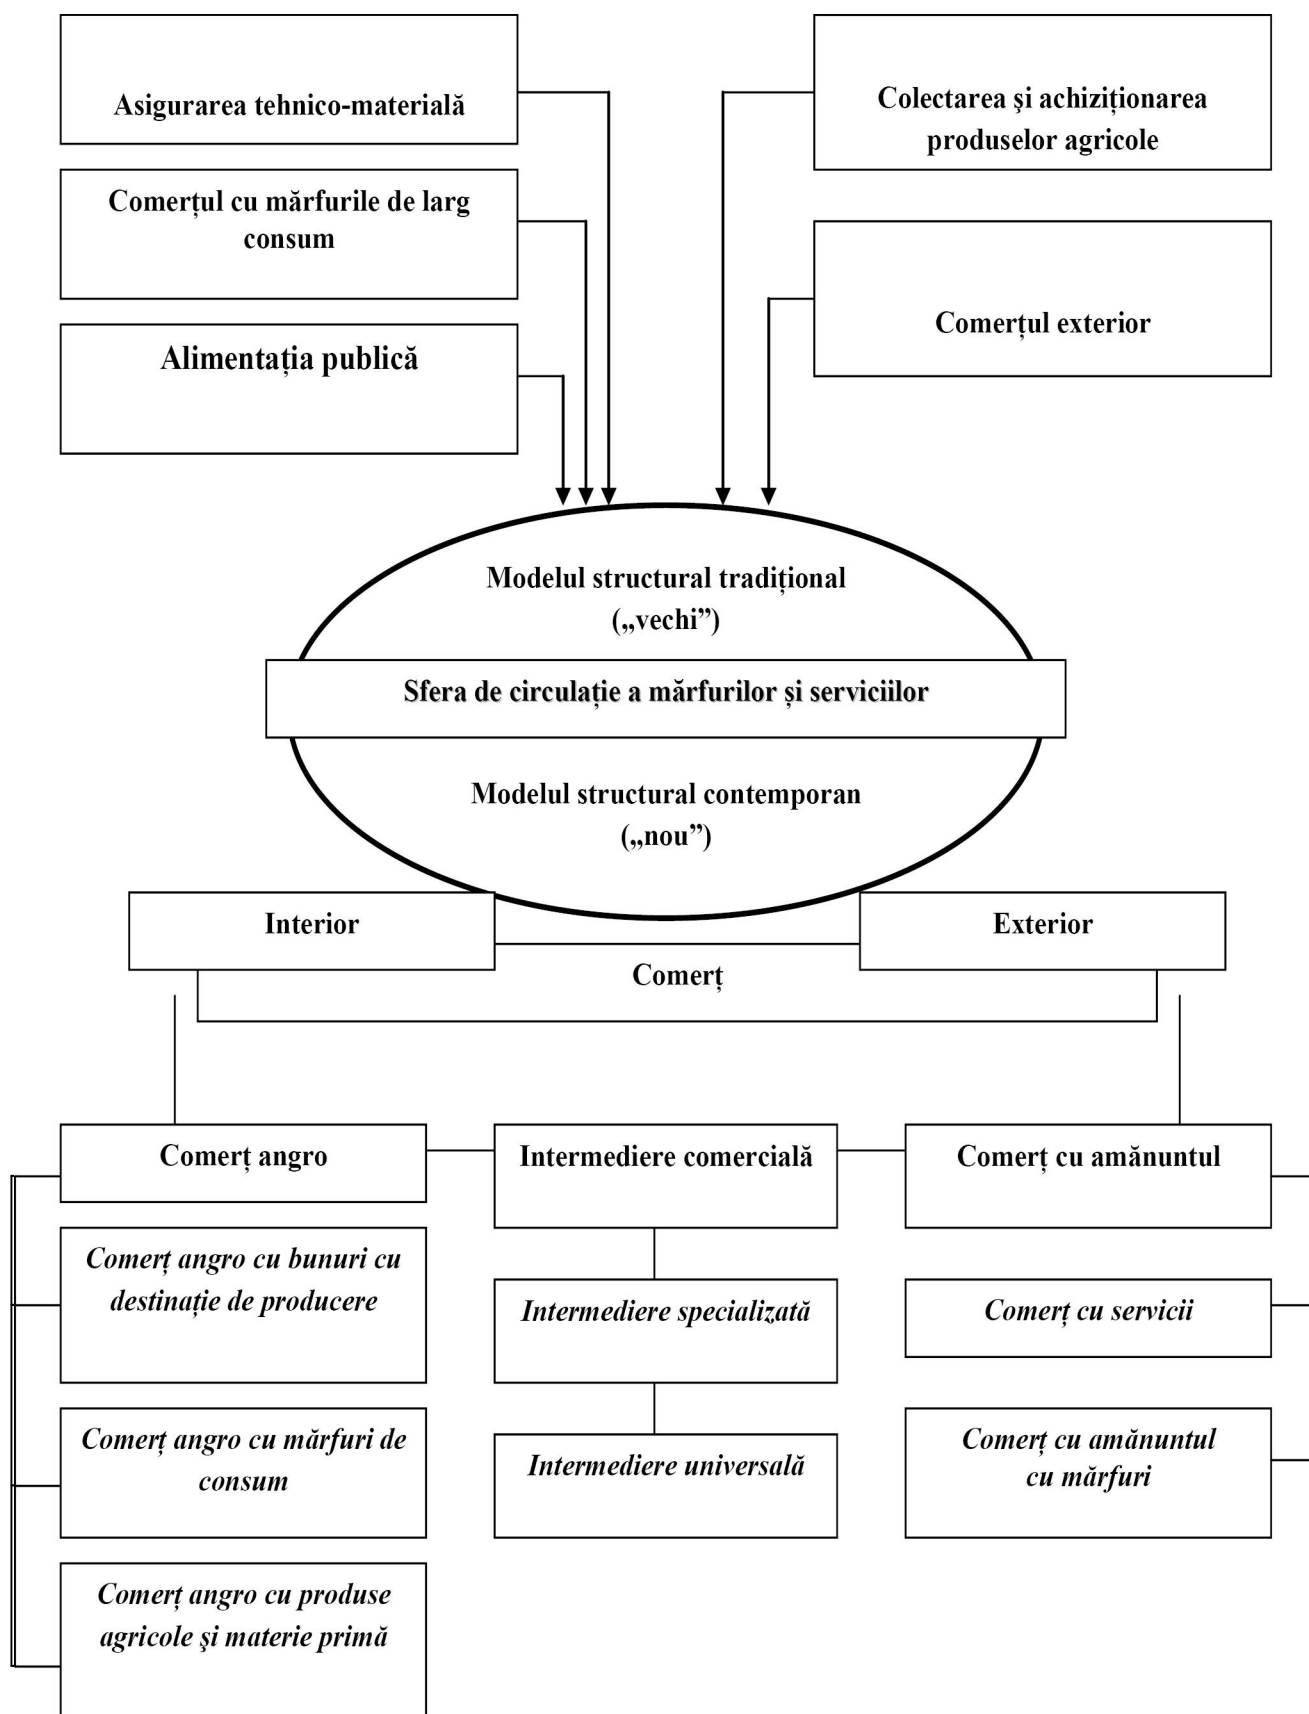 Asigurarea tehnico-materială
Colectarea şi achiziționarea
produselor agricole
Comerțul cu mărfurile de larg
consum
Comerțul exterior
Alimentația publică
Modelul structural tradițional
(„vechi”)
Sfera de circulație a mărfurilor și serviciilor
Modelul structural contemporan
(„nou”)
Interior
Exterior
Comerț
Comerț angro
Intermediere comercială
Comerț cu amănuntul
Comerț angro cu bunuri cu
destinație de producere
Intermediere specializată
Comerț cu servicii
Comerț angro cu mărfuri de
consum
Intermediere universală
Comerț cu amănuntul
cu mărfuri
Comerț angro cu produse
agricole şi materie primă